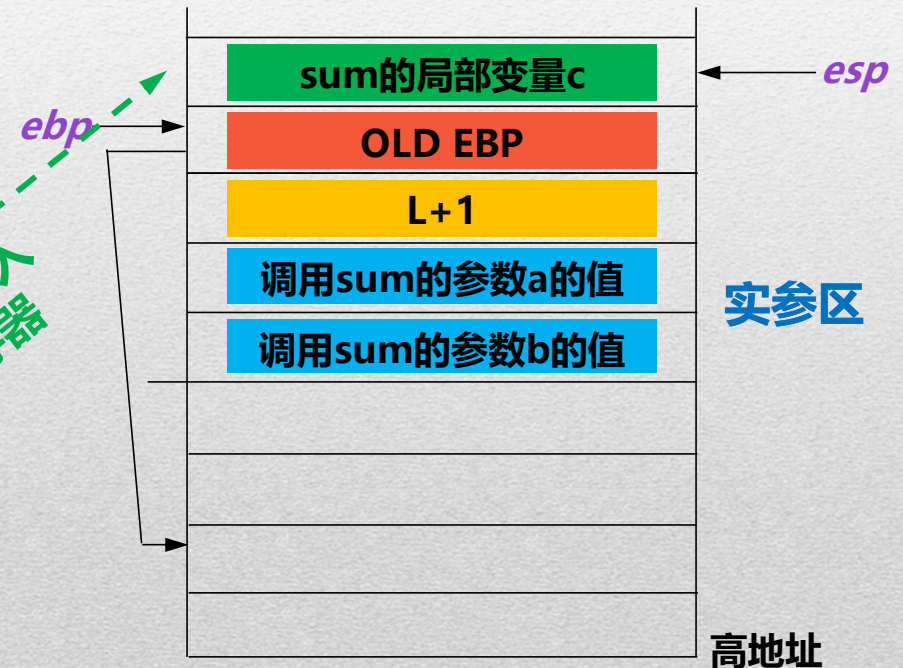 sum的局部变量c
esp
ebp
OLD EBP
L+1
调用sum的参数a的值
实参区
调用sum的参数b的值
高地址